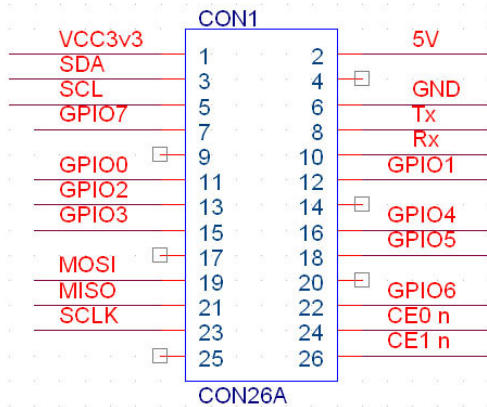 CON1
VCC3v3 1 2 5V
SDA 3 4
SCL 5 6 GND
GPIO7 7 8 Tx
9 10 Rx
GPIO0 11 12 GPIO1
GPIO2 13 14
GPIO3 15 16 GPIO4
17 18 GPIO5
MOSI 19 20
MISO 21 22 GPIO6
SCLK 23 24 CE0 n
25 26 CE1 n
CON26A